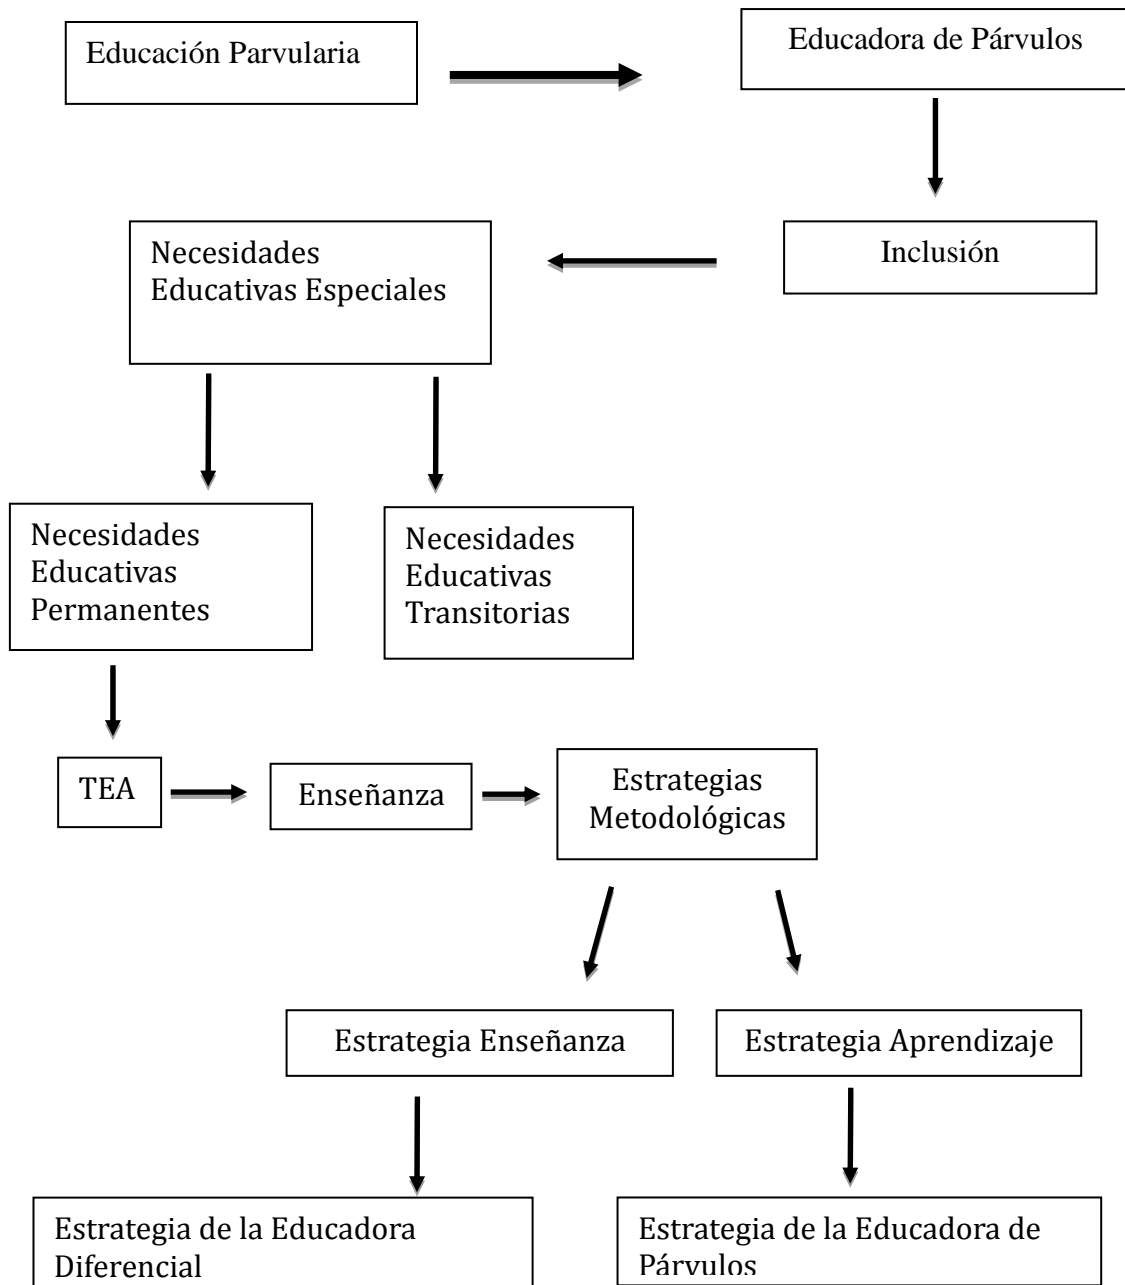 Educación Parvularia
Educadora de Párvulos
Necesidades
Educativas Especiales
Inclusión
Necesidades
Educativas
Permanentes
Necesidades
Educativas
Transitorias
TEA
Enseñanza
Estrategias
Metodológicas
Estrategia Enseñanza
Estrategia Aprendizaje
Estrategia de la Educadora
Diferencial
Estrategia de la Educadora de
Párvulos